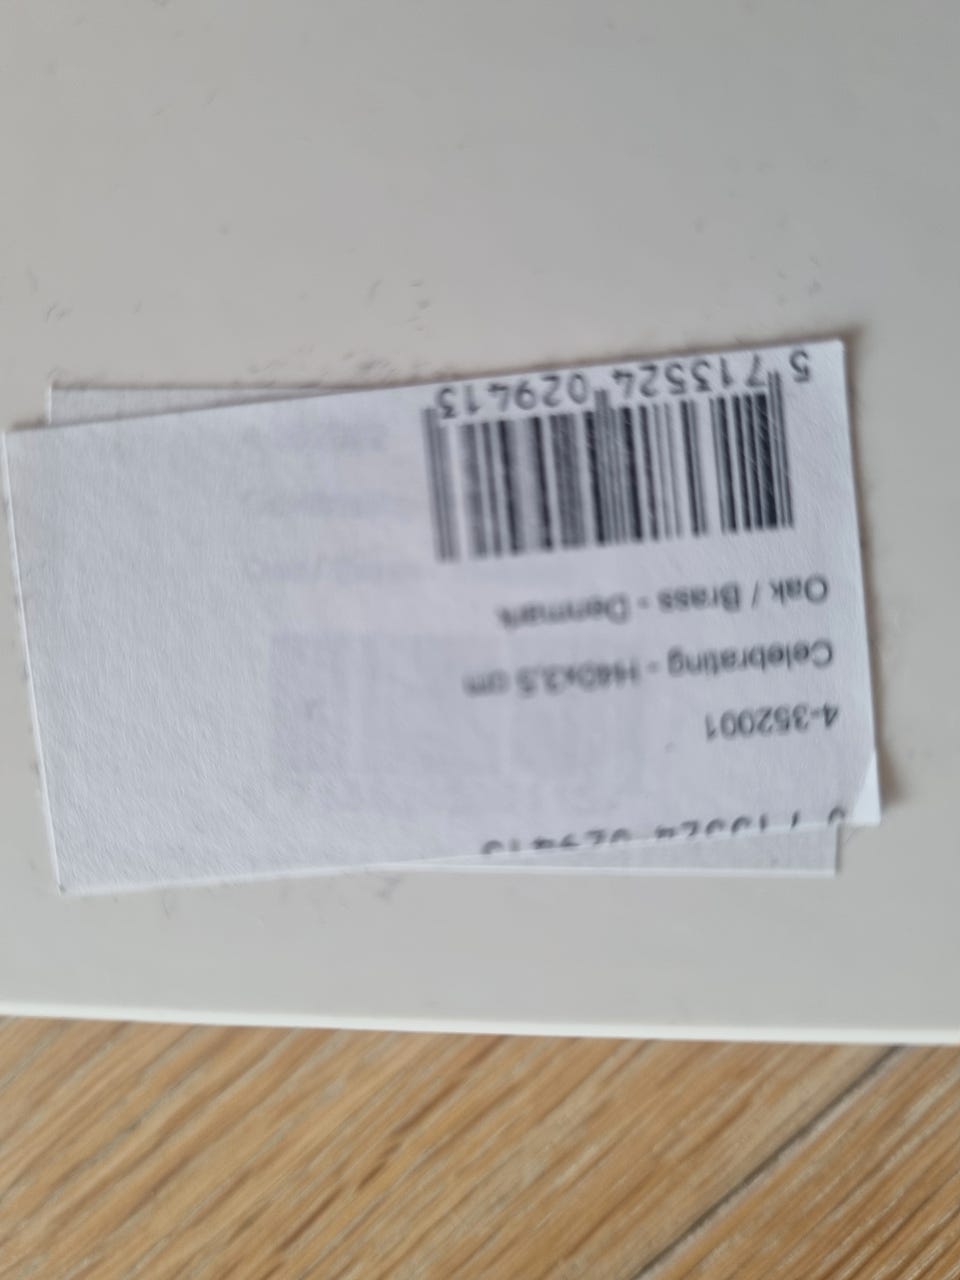 4-352001
Celebrating - H40x3,5 cm
Oak / Brass - Denmark
5 713524 029413